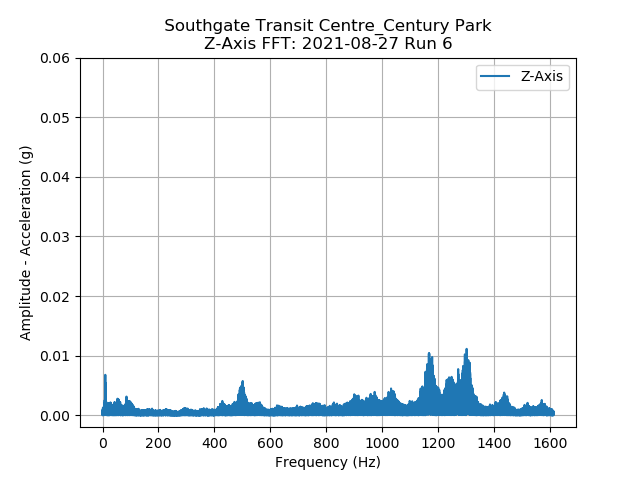 Southgate Transit Centre_Century Park
Z-Axis FFT: 2021-08-27 Run 6
Z-Axis
0.06
0.05
0.04
0.03
0.02
0.01
0.00
Amplitude - Acceleration (g)
0 200 400 600 800 1000 1200 1400 1600
Frequency (Hz)